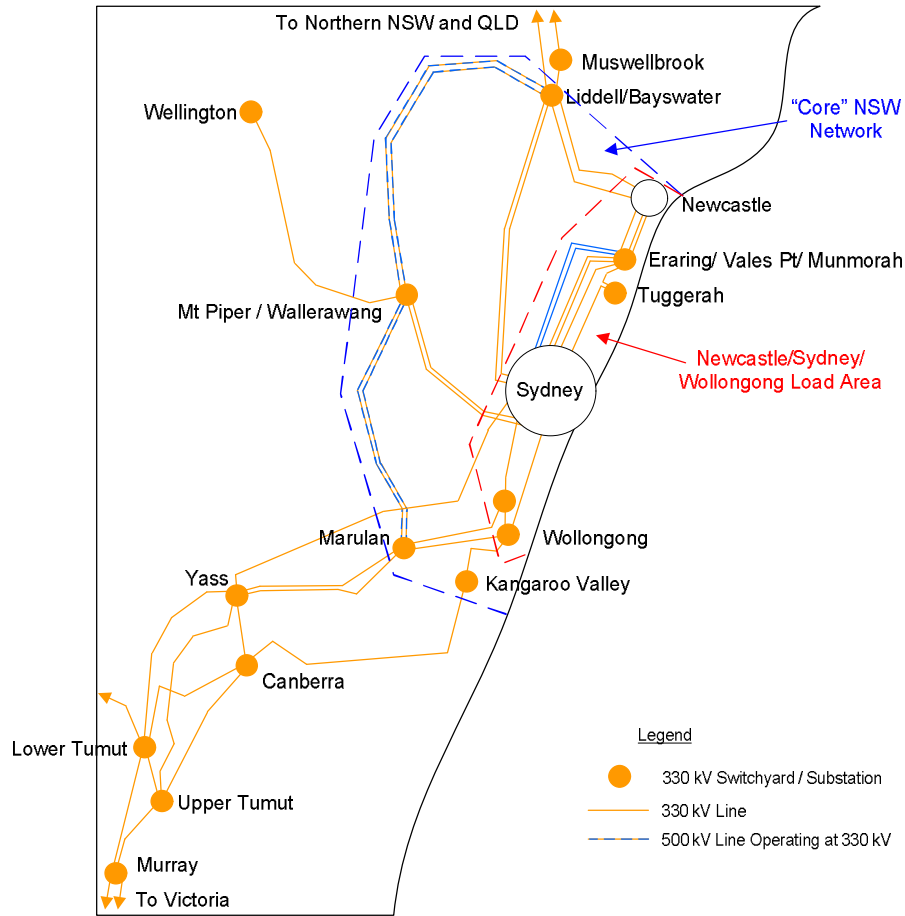 To Northern NSW and QLD
Muswellbrook
Liddell/Bayswater
Wellington
“Core” NSW
Network
Newcastle
Eraring/ Vales Pt/ Munmorah
Tuggerah
Mt Piper / Wallerawang
Newcastle/Sydney/
Wollongong Load Area
Sydney
Marulan
Wollongong
Yass
Kangaroo Valley
Canberra
Lower Tumut
Upper Tumut
Murray
To Victoria
Legend
330 kV Switchyard / Substation
330 kV Line
500 kV Line Operating at 330 kV